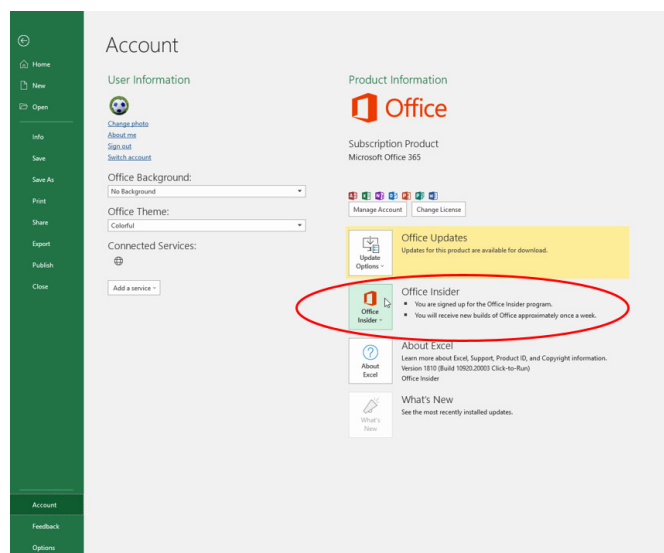 Account
Home
New
Open
Info
Save
Save As
Print
Share
Export
Publish
Close
Account
Feedback
Options
User Information
Change photo
About me
Sign out
Switch account
Office Background:
No Background
Office Theme:
Colorful
Connected Services:
Add a service
Product Information
Office
Subscription Product
Microsoft Office 365
Manage Account
Change License
Update
Options
Office Updates
Updates for this product are available for download.
Office
Insider
Office Insider
You are signed up for the Office Insider program.
You will receive new builds of Office approximately once a week.
About
Excel
About Excel
Learn more about Excel, Support, Product ID, and Copyright information.
Version 1810 (Build 10920.20003 Click-to-Run)
Office Insider
What's
New
What's New
See the most recently installed updates.